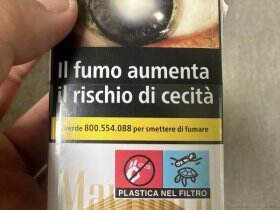 Il fumo aumenta
il rischio di cecità
verde 800.554.088 per smettere di fumare
PLASTICA NEL FILTRO